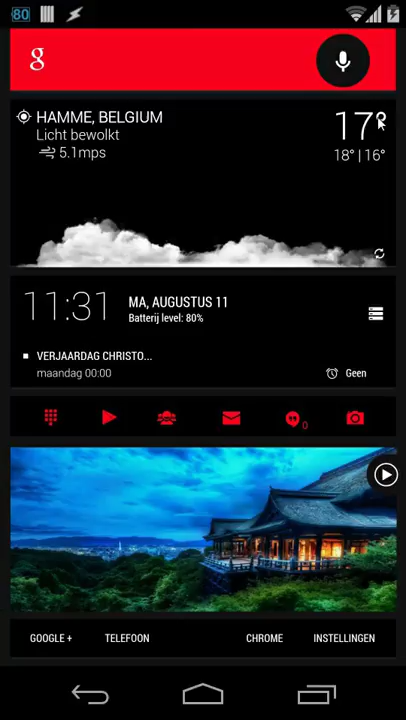 80
g
HAMME, BELGIUM
Licht bewolkt
5.1mps
17°
18° | 16°
11:31
MA, AUGUSTUS 11
Batterij level: 80%
VERJAARDAG CHRISTO...
maandag 00:00
Geen
0
GOOGLE +
TELEFOON
CHROME
INSTELLINGEN